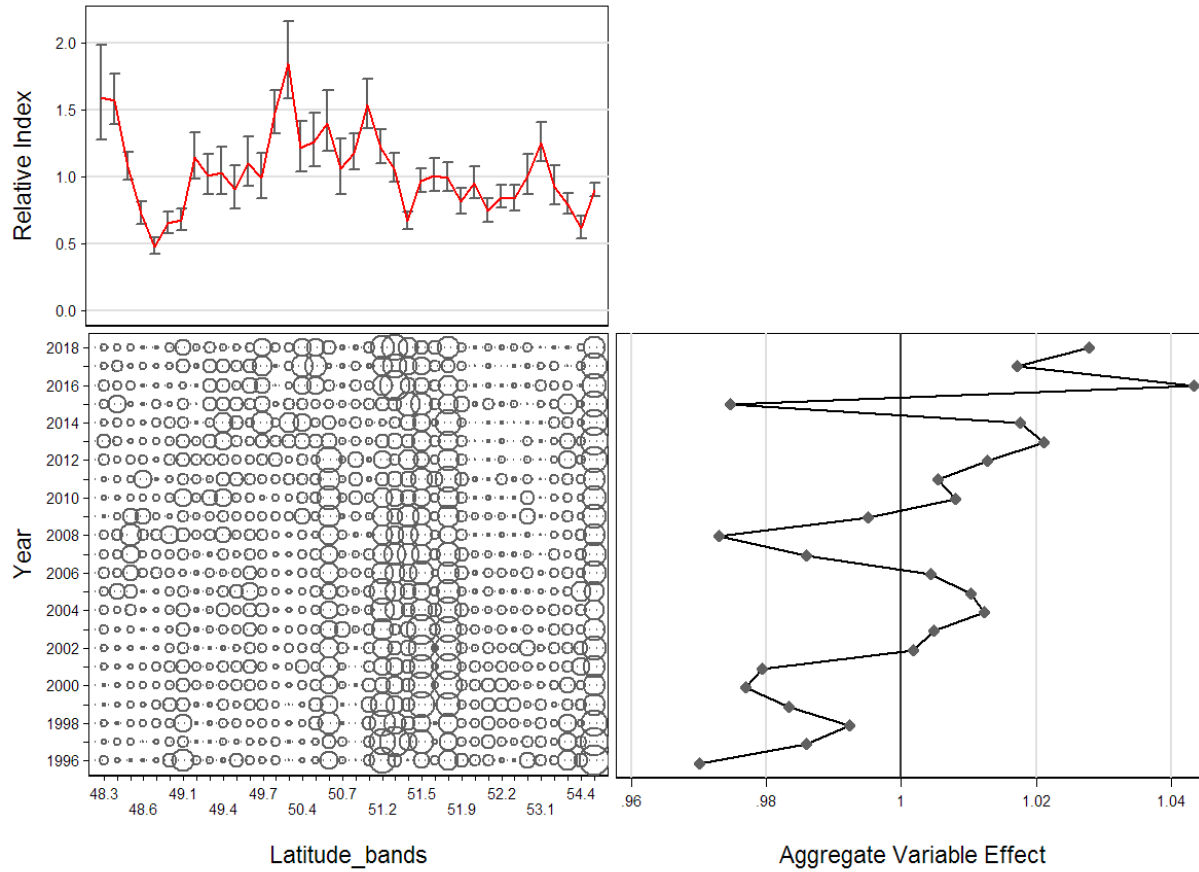 Relative Index
2.0
1.5
1.0
0.5
0.0
Year
2018
2016
2014
2012
2010
2008
2006
2004
2002
2000
1998
1996
48.3 49.1 49.7 50.7 51.5 52.2 54.4
48.6 49.4 50.4 51.2 51.9 53.1
Latitude_bands
.96 .98 1 1.02 1.04
Aggregate Variable Effect